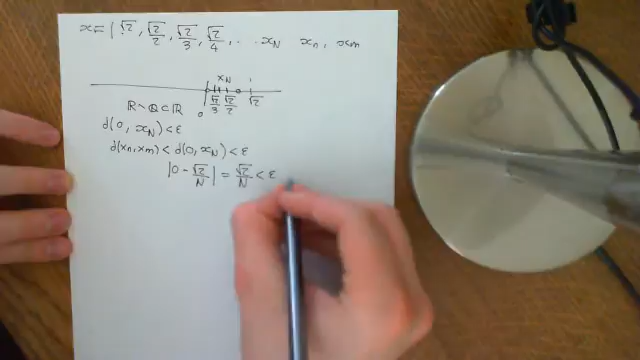 x = (√2, √2/2, √2/3, √2/4, ... x_N x_n, x_m
x_N
0 √2/3 √2/2 √2
ℝ∖ℚ⊂ℝ
d(0, x_N) < ε
d(x_n, x_m) < d(0, x_N) < ε
|0 - √2/N| = √2/N < ε